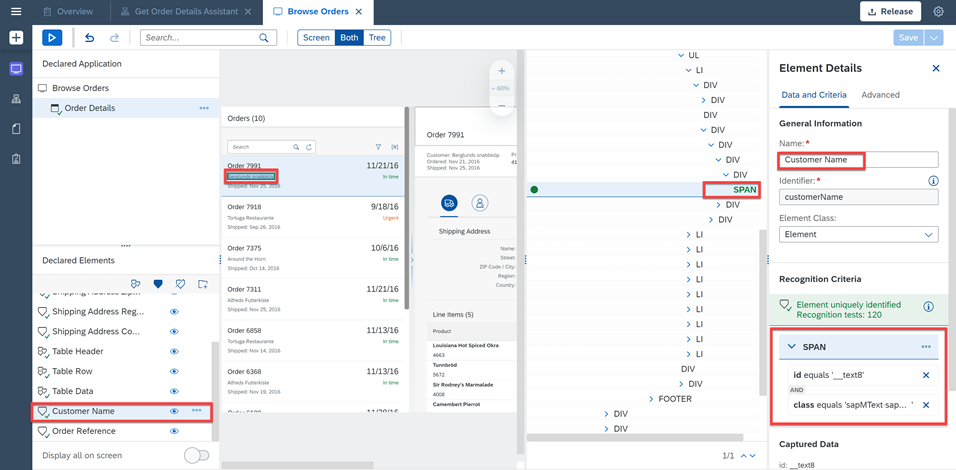 Overview
Get Order Details Assistant
Browse Orders
Release
Search...
Screen
Both
Tree
Save
Declared Application
Browse Orders
Order Details
Declared Elements
Shipping Address Reg...
Shipping Address Co...
Table Header
Table Row
Table Data
Customer Name
Order Reference
Display all on screen
60%
Orders (10)
Search
Order 7991 11/21/16
Berglunds snabbköp In time
Shipped: Nov 25, 2016
Order 7918 9/18/16
Tortuga Restaurante Urgent
Shipped: Sep 26, 2016
Order 7375 10/6/16
Around the Horn In time
Shipped: Oct 14, 2016
Order 7311 11/21/16
Alfreds Futterkiste In time
Order 6858 11/13/16
Tortuga Restaurante In time
Shipped: Nov 14, 2016
Order 6368 11/13/16
Alfreds Futterkiste In time
Shipped: Nov 19, 2016
Order 7991
Customer: Berglunds snabbköp
Ordered: Nov 21, 2016
Shipped: Nov 25, 2016
Shipping Address
Name:
Street:
ZIP Code / City:
Region:
Country:
Line Items (5)
Product
Louisiana Hot Spiced Okra
4663
Tunnbröd
5672
Sir Rodney's Marmalade
4008
Camembert Pierrot
UL
LI
DIV
DIV
DIV
DIV
DIV
DIV
DIV
SPAN
DIV
DIV
LI
LI
LI
LI
LI
LI
LI
LI
LI
DIV
DIV
FOOTER
DIV
DIV
1/1
Element Details
Data and Criteria
Advanced
General Information
Name: *
Customer Name
Identifier: *
customerName
Element Class:
Element
Recognition Criteria
Element uniquely identified
Recognition tests: 120
SPAN
id equals '__text8'
AND
class equals 'sapMText sap... '
Captured Data
id: __text8